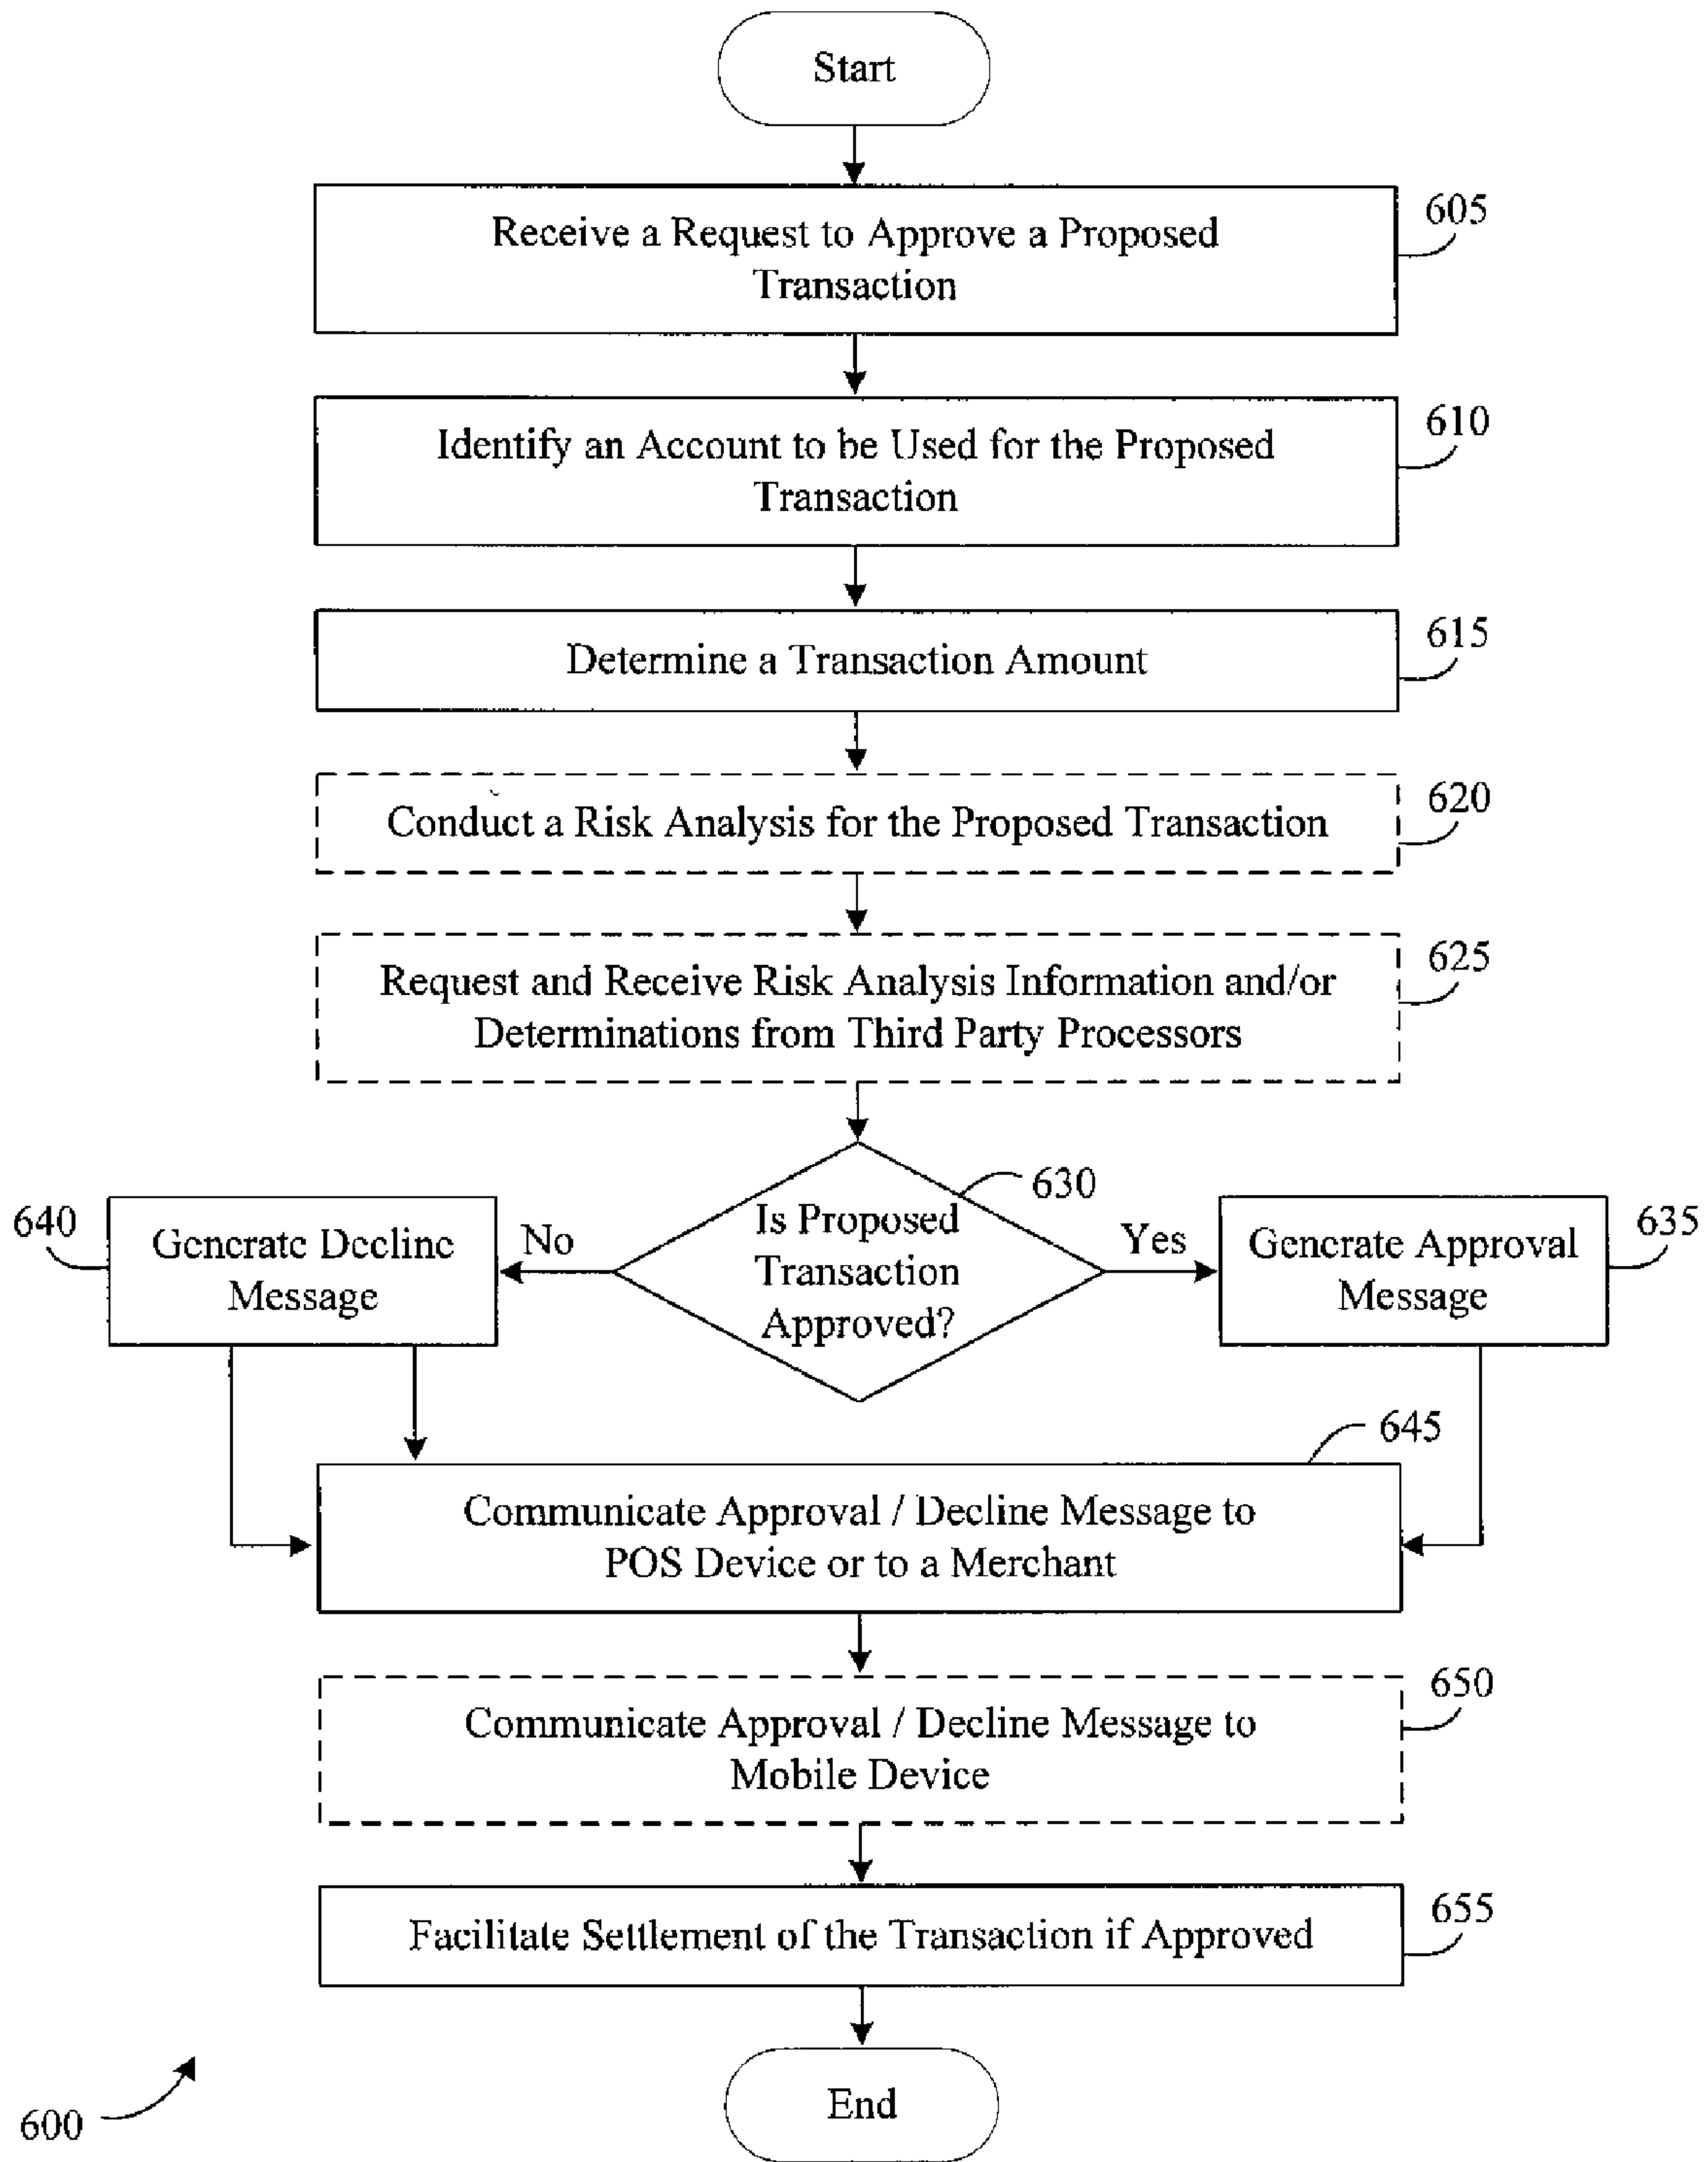 Start
Receive a Request to Approve a Proposed
Transaction
605
Identify an Account to be Used for the Proposed
Transaction
610
Determine a Transaction Amount
615
Conduct a Risk Analysis for the Proposed Transaction
620
Request and Receive Risk Analysis Information and/or
Determinations from Third Party Processors
625
630
Is Proposed
Transaction
Approved?
No
Yes
640
Generate Decline
Message
Generate Approval
Message
635
645
Communicate Approval / Decline Message to
POS Device or to a Merchant
Communicate Approval / Decline Message to
Mobile Device
650
Facilitate Settlement of the Transaction if Approved
655
End
600